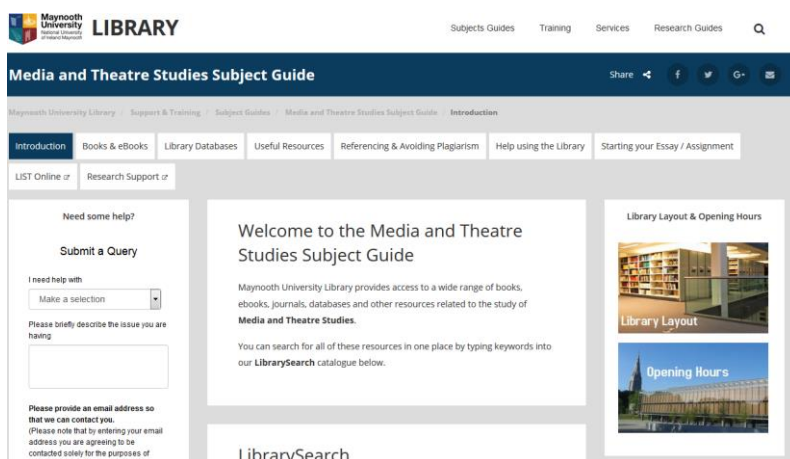 Maynooth
University
National University
of Ireland Maynooth
LIBRARY
Subjects Guides Training Services Research Guides
Media and Theatre Studies Subject Guide
Share
Maynooth University Library / Support & Training / Subject Guides / Media and Theatre Studies Subject Guide / Introduction
Introduction Books & eBooks Library Databases Useful Resources Referencing & Avoiding Plagiarism Help using the Library Starting your Essay / Assignment
LIST Online Research Support
Need some help?
Submit a Query
I need help with
Make a selection
Please briefly describe the issue you are
having
Please provide an email address so
that we can contact you.
(Please note that by entering your email
address you are agreeing to be
contacted solely for the purposes of
Welcome to the Media and Theatre
Studies Subject Guide
Maynooth University Library provides access to a wide range of books,
ebooks, journals, databases and other resources related to the study of
Media and Theatre Studies.
You can search for all of these resources in one place by typing keywords into
our LibrarySearch catalogue below.
LibrarySearch
Library Layout & Opening Hours
Library Layout
Opening Hours